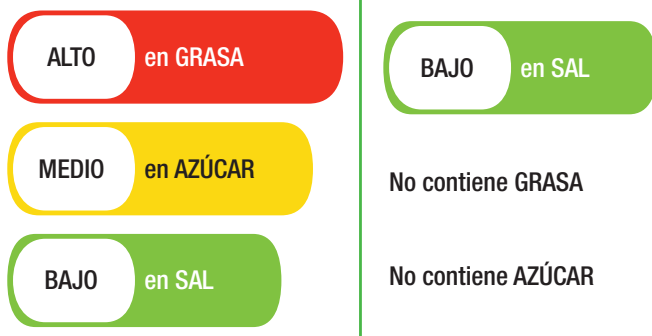 ALTO en GRASA
MEDIO en AZÚCAR
BAJO en SAL
BAJO en SAL
No contiene GRASA
No contiene AZÚCAR